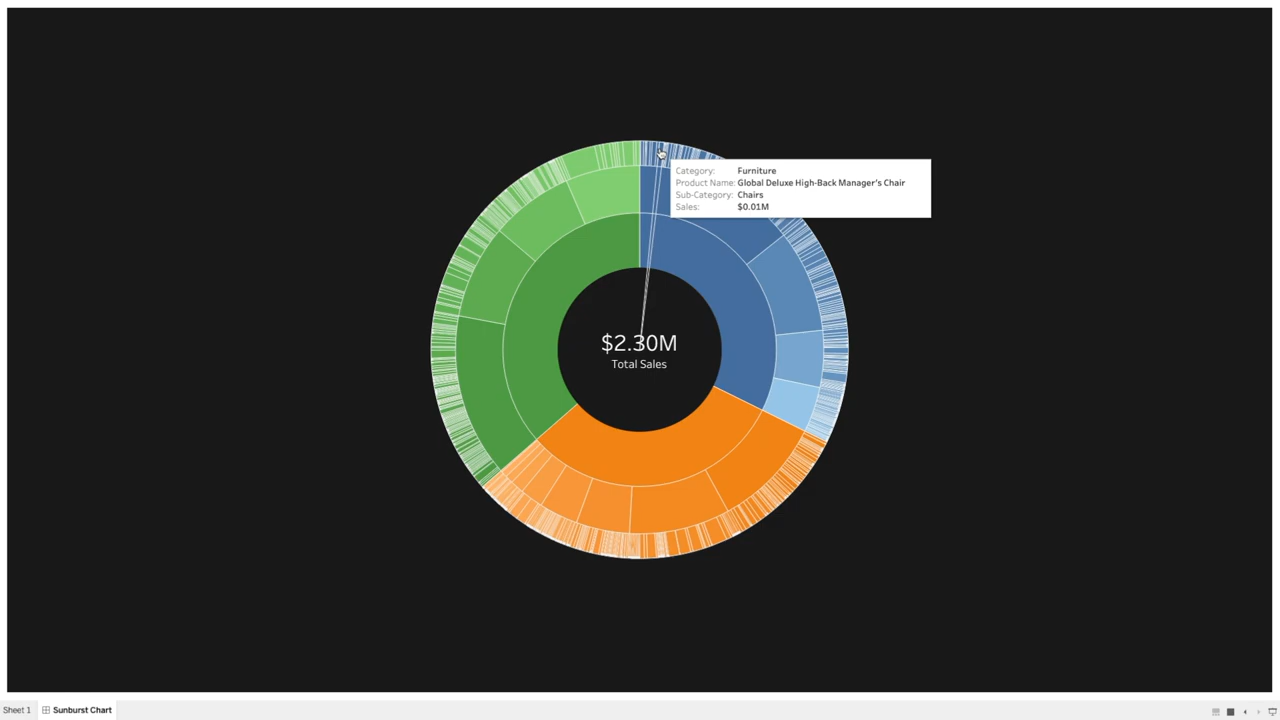 Category: Furniture
Product Name: Global Deluxe High-Back Manager's Chair
Sub-Category: Chairs
Sales: $0.01M
$2.30M
Total Sales
Sheet 1
Sunburst Chart